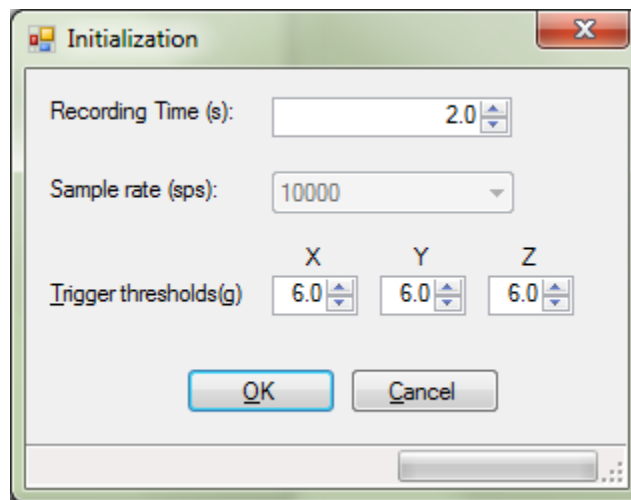 Initialization
Recording Time (s): 2.0
Sample rate (sps): 10000
X Y Z
Trigger thresholds(g) 6.0 6.0 6.0
OK Cancel